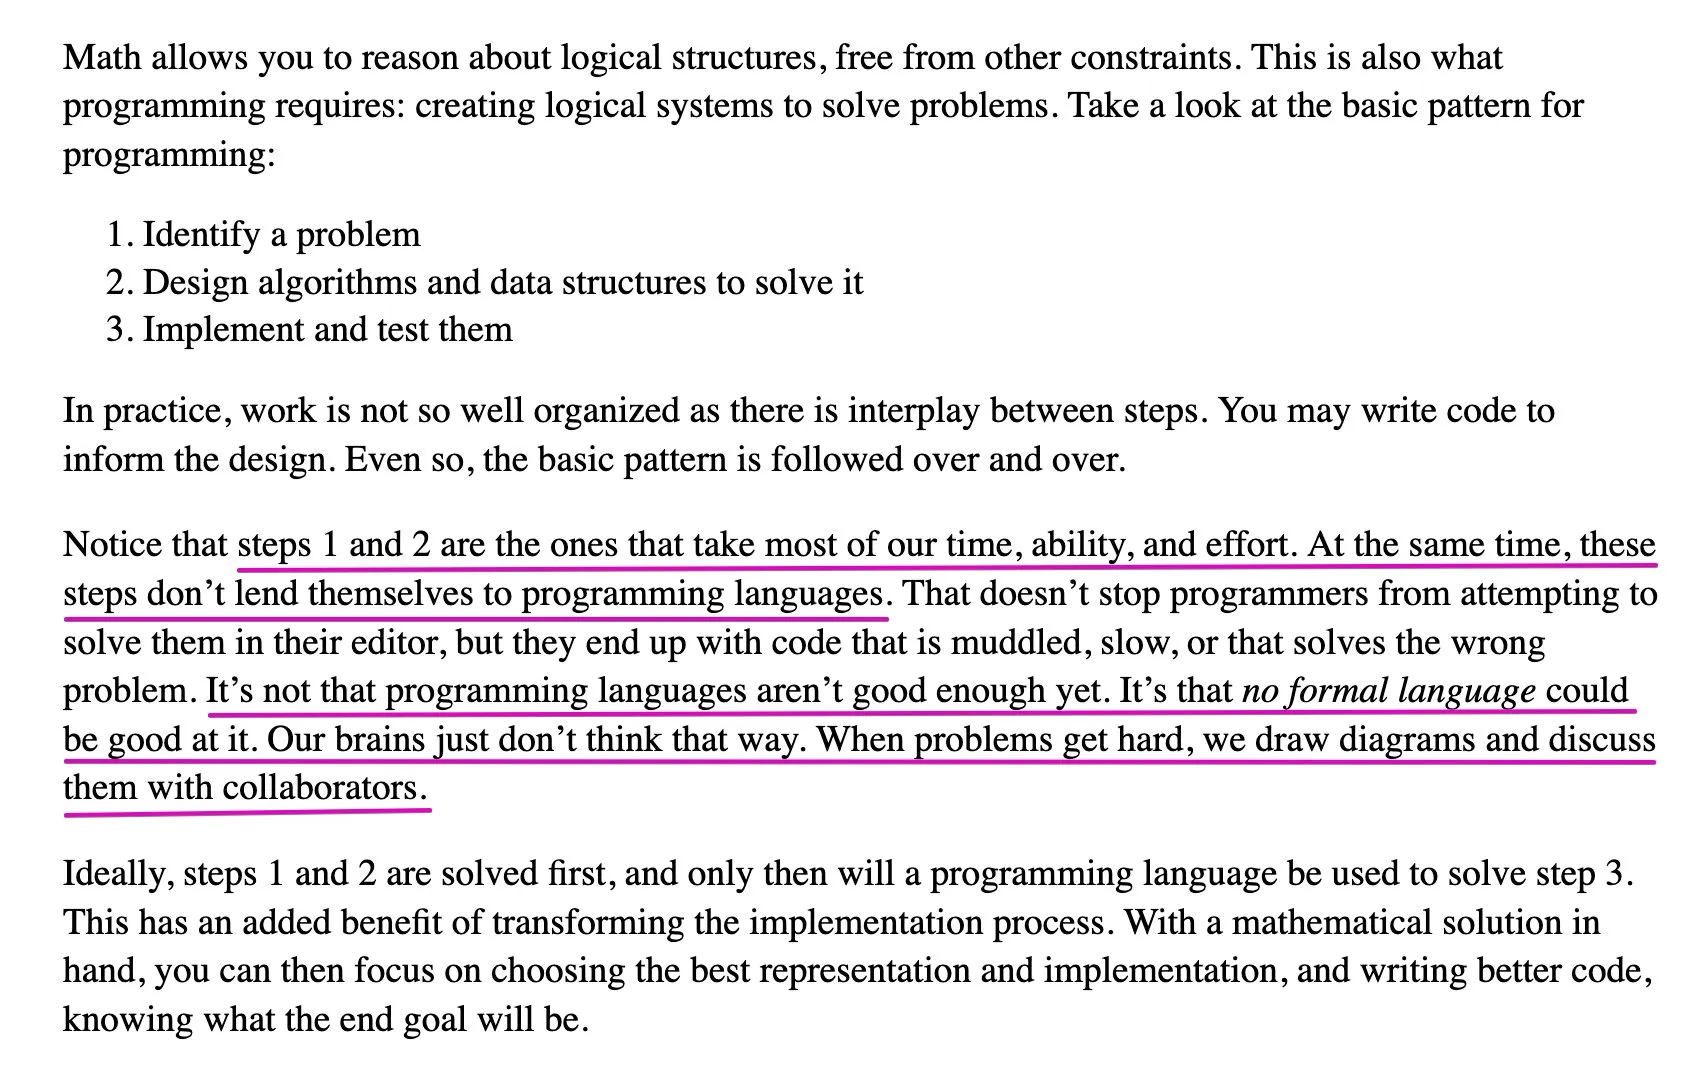 Math allows you to reason about logical structures, free from other constraints. This is also what
programming requires: creating logical systems to solve problems. Take a look at the basic pattern for
programming:
1. Identify a problem
2. Design algorithms and data structures to solve it
3. Implement and test them
In practice, work is not so well organized as there is interplay between steps. You may write code to
inform the design. Even so, the basic pattern is followed over and over.
Notice that steps 1 and 2 are the ones that take most of our time, ability, and effort. At the same time, these
steps don’t lend themselves to programming languages. That doesn’t stop programmers from attempting to
solve them in their editor, but they end up with code that is muddled, slow, or that solves the wrong
problem. It’s not that programming languages aren’t good enough yet. It’s that no formal language could
be good at it. Our brains just don’t think that way. When problems get hard, we draw diagrams and discuss
them with collaborators.
Ideally, steps 1 and 2 are solved first, and only then will a programming language be used to solve step 3.
This has an added benefit of transforming the implementation process. With a mathematical solution in
hand, you can then focus on choosing the best representation and implementation, and writing better code,
knowing what the end goal will be.